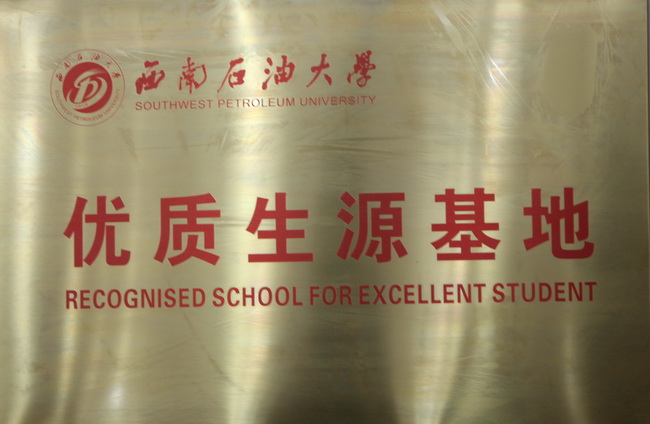 西南石油大学
SOUTHWEST PETROLEUM UNIVERSITY
优质生源基地
RECOGNISED SCHOOL FOR EXCELLENT STUDENT